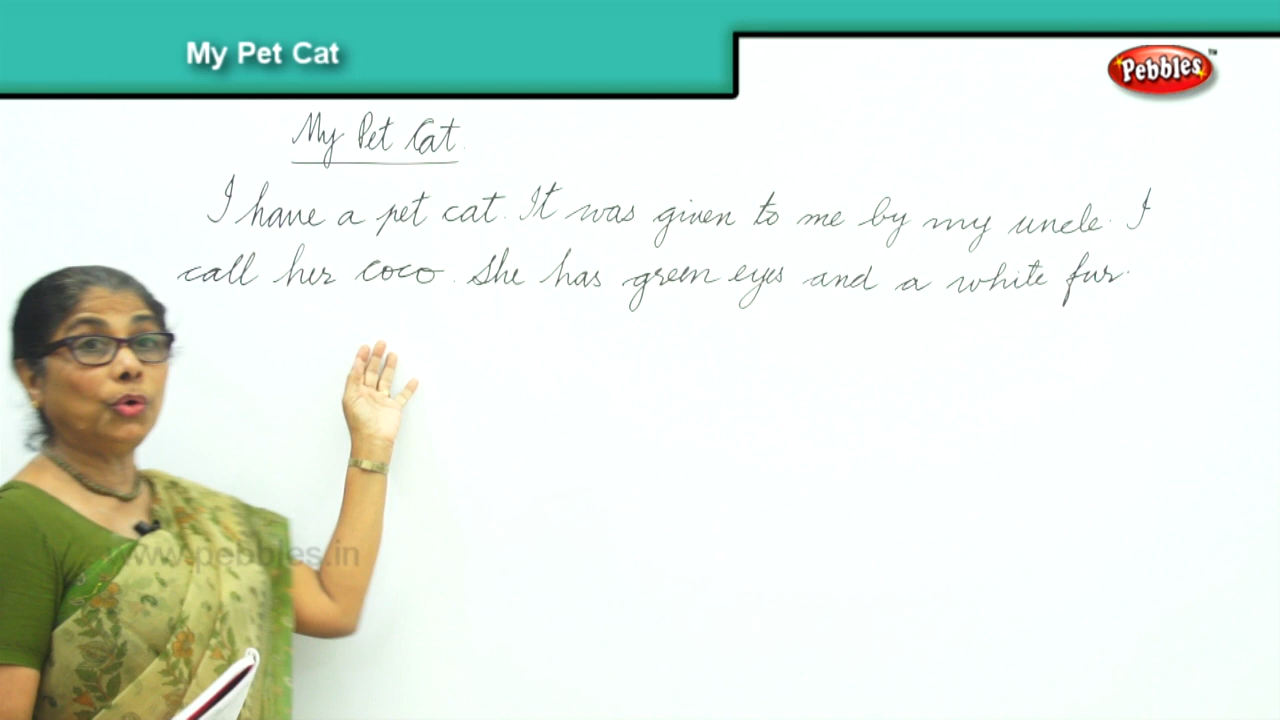 My Pet Cat
Pebbles™
My Pet Cat.
I have a pet cat. It was given to me by my uncle. I
call her coco. She has green eyes and a white fur.
www.pebbles.in